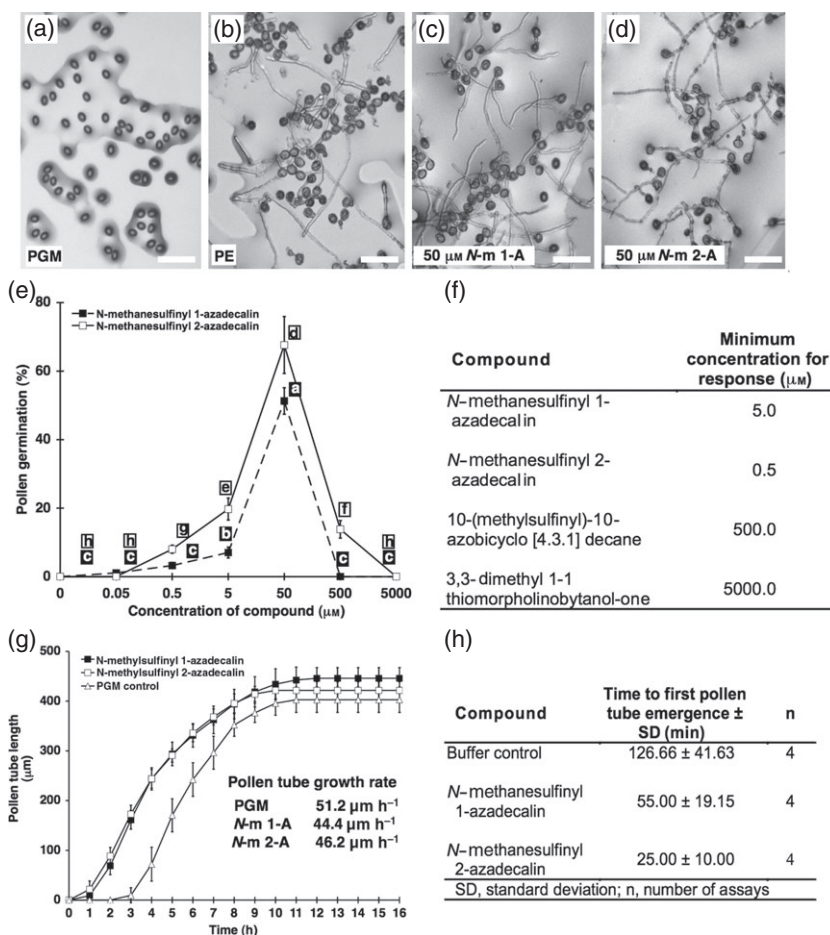 (a)
(b)
(c)
(d)
PGM
PE
50 μM N-m 1-A
50 μM N-m 2-A
(e)
Pollen germination (%)
80
60
40
20
0
N-methanesulfinyl 1-azadecalin
N-methanesulfinyl 2-azadecalin
h
c
h
c
g
c
e
b
d
a
f
c
h
c
0 0.05 0.5 5 50 500 5000
Concentration of compound (μM)
(f)
Compound Minimum concentration for response (μM)
N–methanesulfinyl 1-
azadecalin 5.0
N–methanesulfinyl 2-
azadecalin 0.5
10-(methylsulfinyl)-10-
azobicyclo [4.3.1] decane 500.0
3,3- dimethyl 1-1
thiomorpholinobytanol-one 5000.0
(g)
Pollen tube length
(μm)
500
400
300
200
100
0
N-methylsulfinyl 1-azadecalin
N-methylsulfinyl 2-azadecalin
PGM control
Pollen tube growth rate
PGM 51.2 μm h⁻¹
N-m 1-A 44.4 μm h⁻¹
N-m 2-A 46.2 μm h⁻¹
0 1 2 3 4 5 6 7 8 9 10 11 12 13 14 15 16
Time (h)
(h)
Compound Time to first pollen tube emergence ± SD (min) n
Buffer control 126.66 ± 41.63 4
N–methanesulfinyl
1-azadecalin 55.00 ± 19.15 4
N–methanesulfinyl
2-azadecalin 25.00 ± 10.00 4
SD, standard deviation; n, number of assays